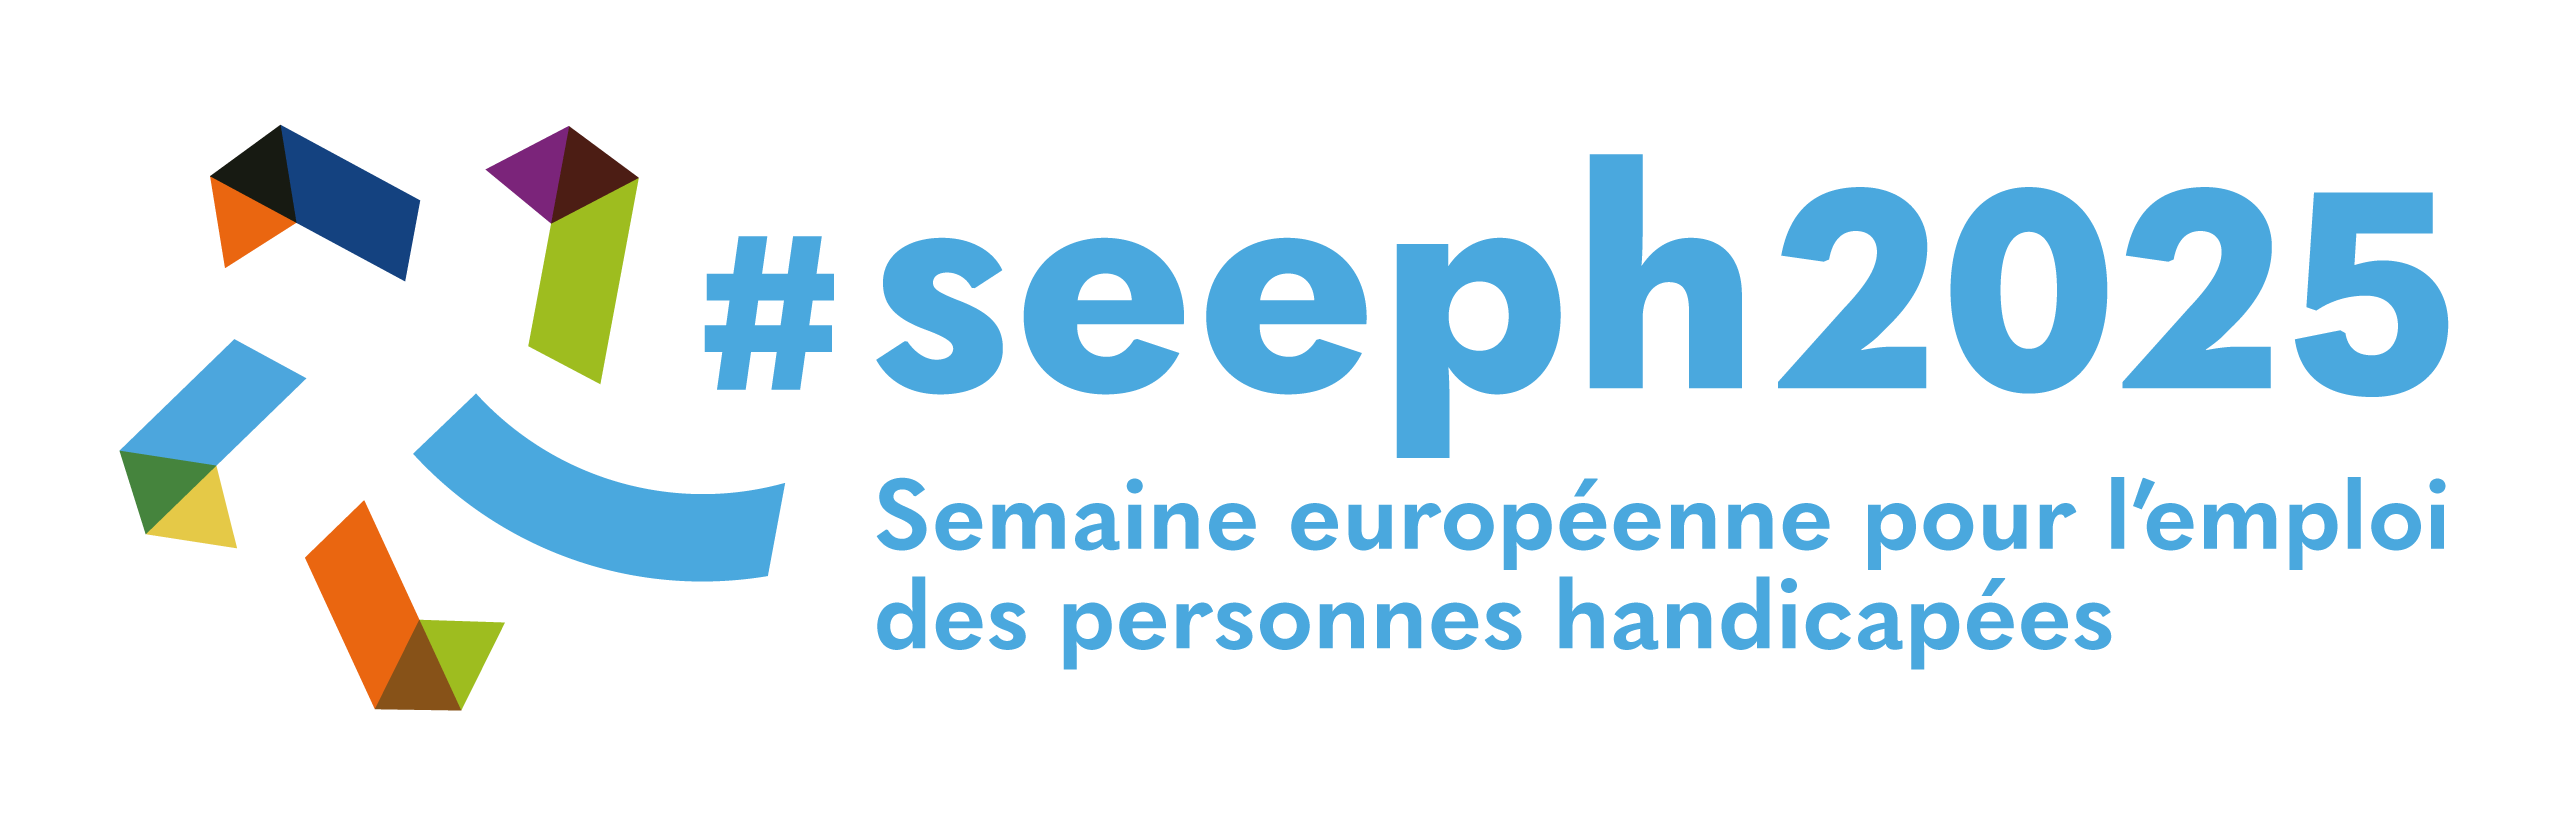 #seeph2025
Semaine européenne pour l’emploi
des personnes handicapées